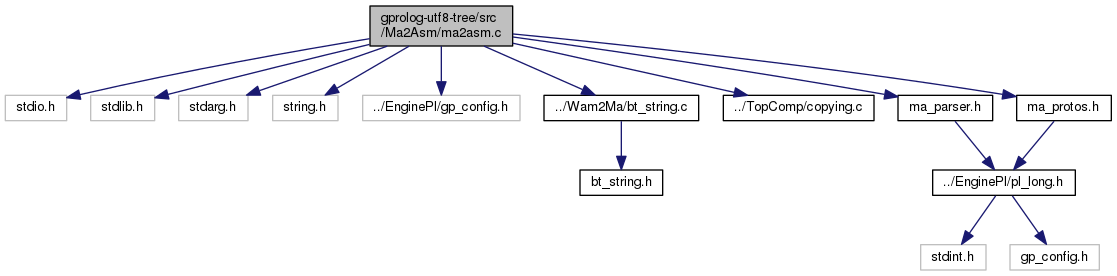 gprolog-utf8-tree/src
/Ma2Asm/ma2asm.c
stdio.h
stdlib.h
stdarg.h
string.h
../EnginePl/gp_config.h
../Wam2Ma/bt_string.c
../TopComp/copying.c
ma_parser.h
ma_protos.h
bt_string.h
../EnginePl/pl_long.h
stdint.h
gp_config.h